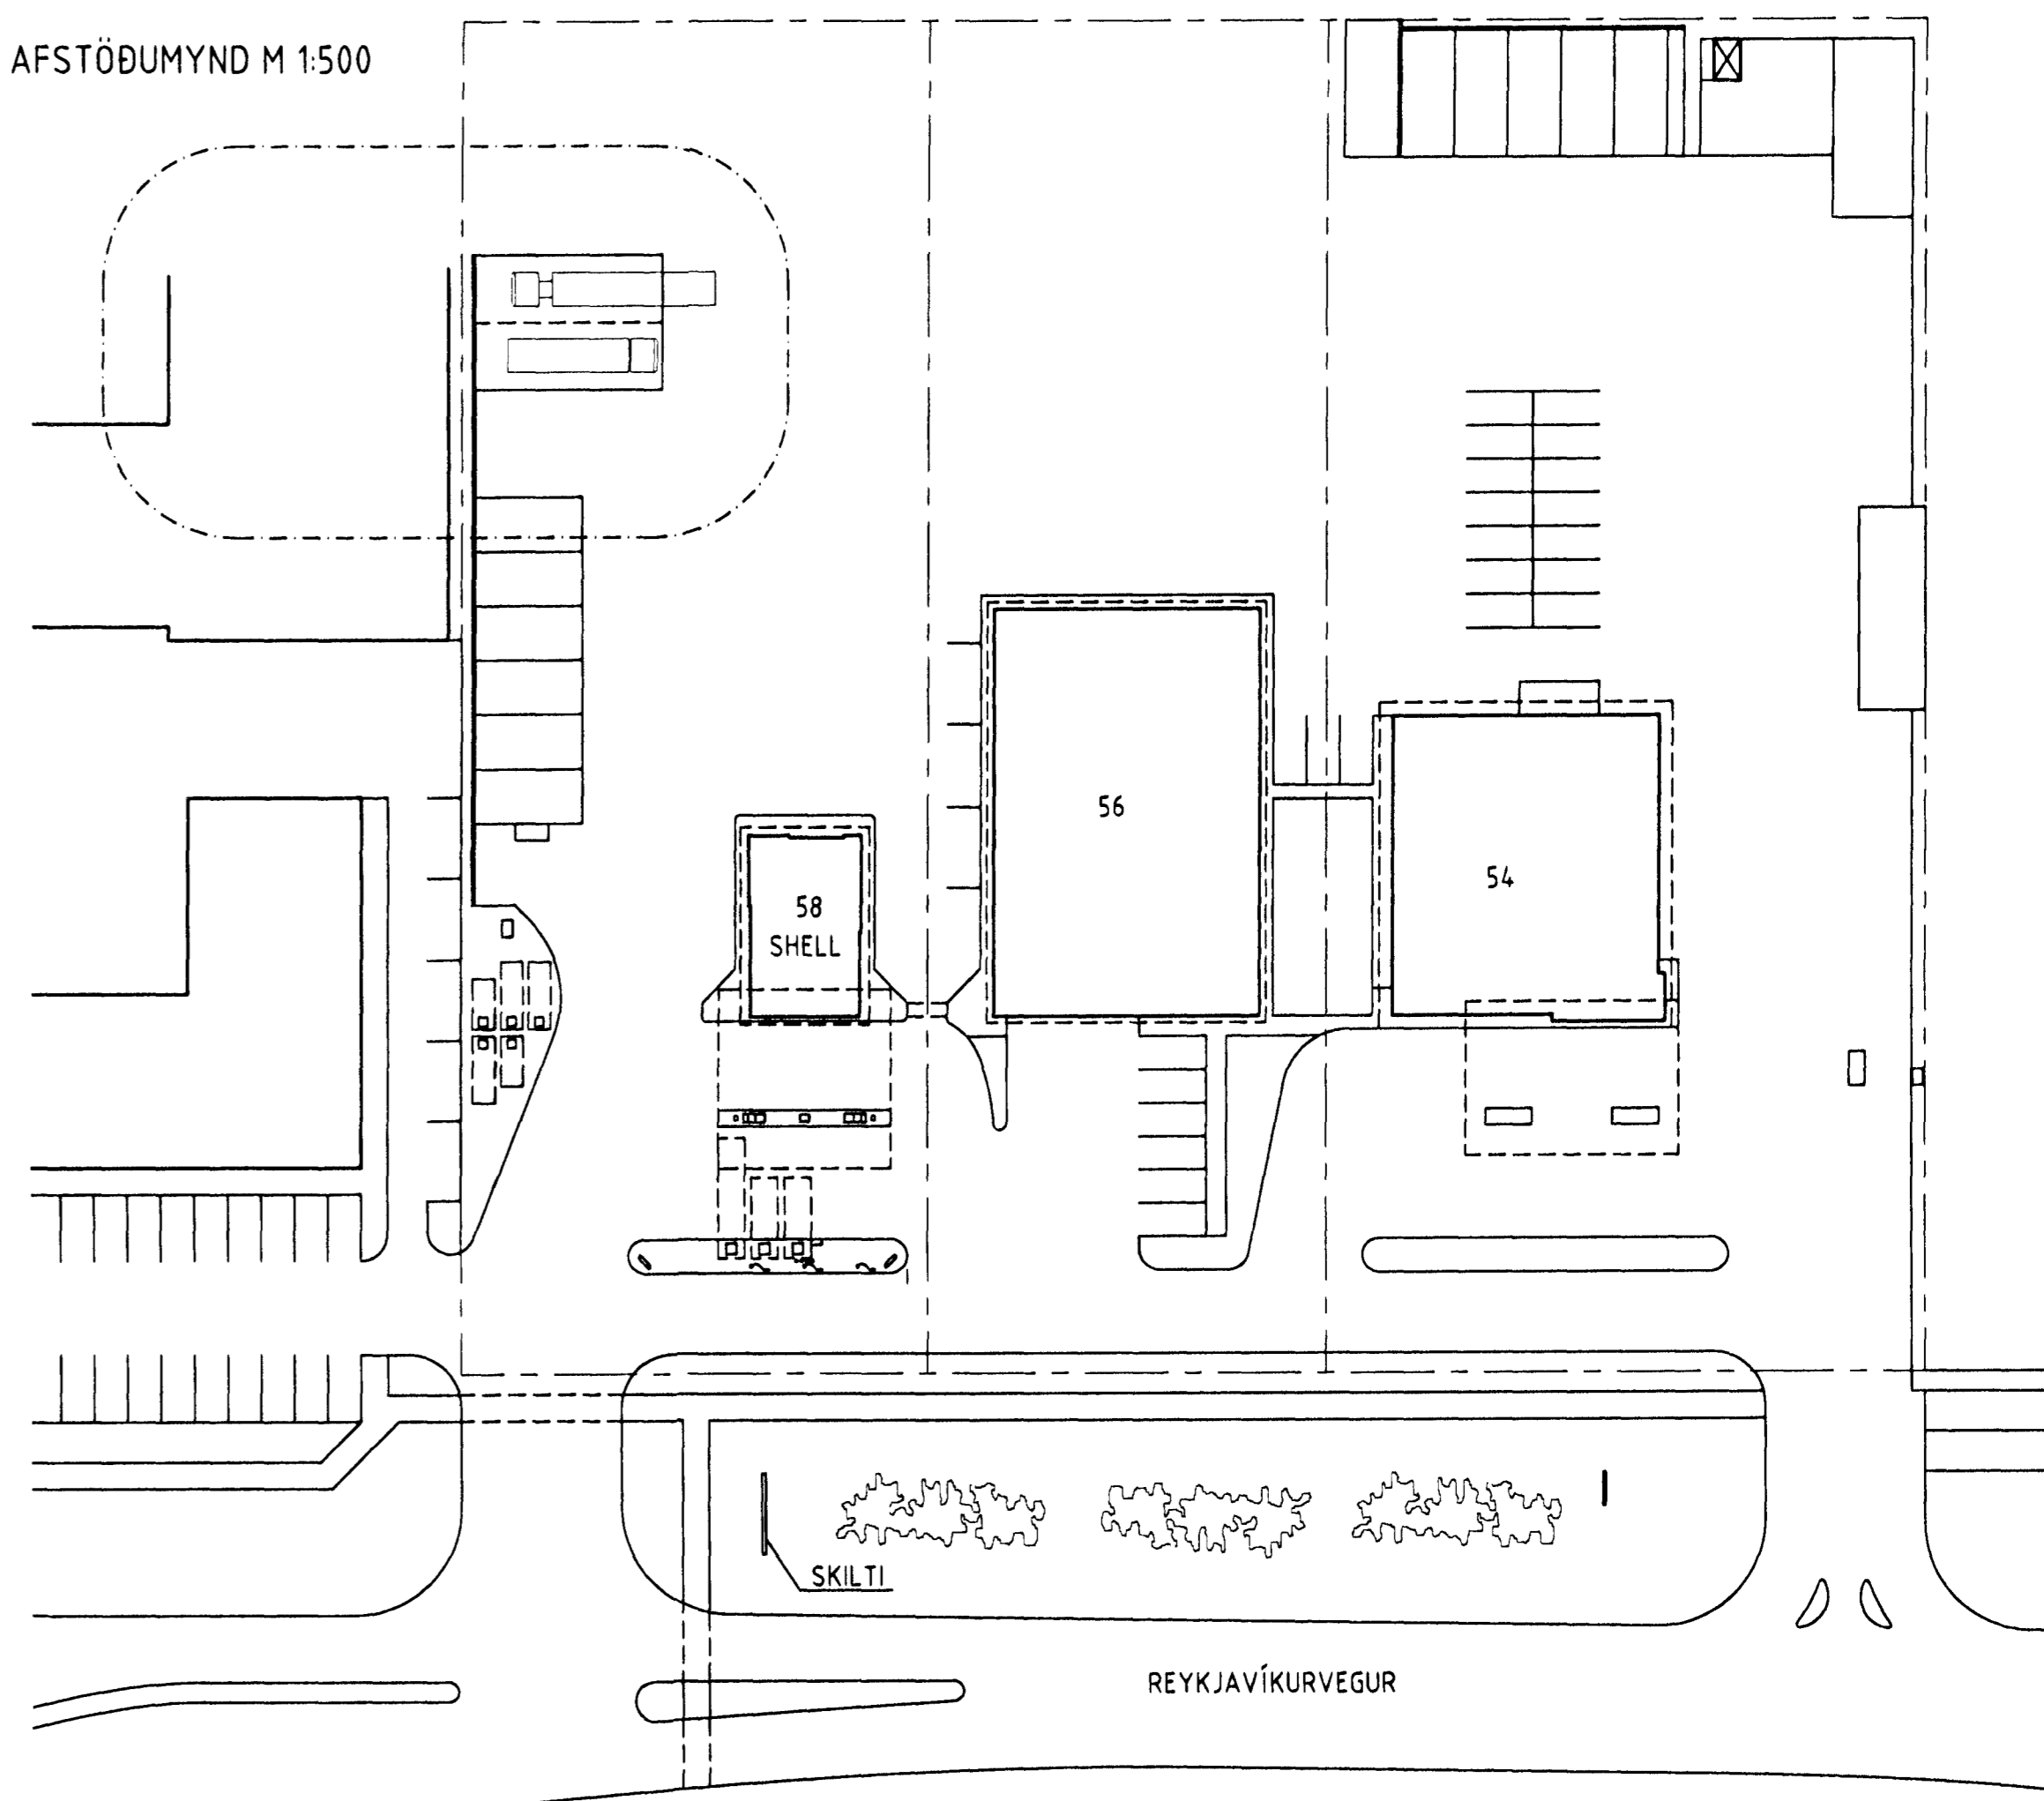 AFSTÖÐUMYND M 1:500
56
54
58
SHELL
SKILTI
REYKJAVÍKURVEGUR